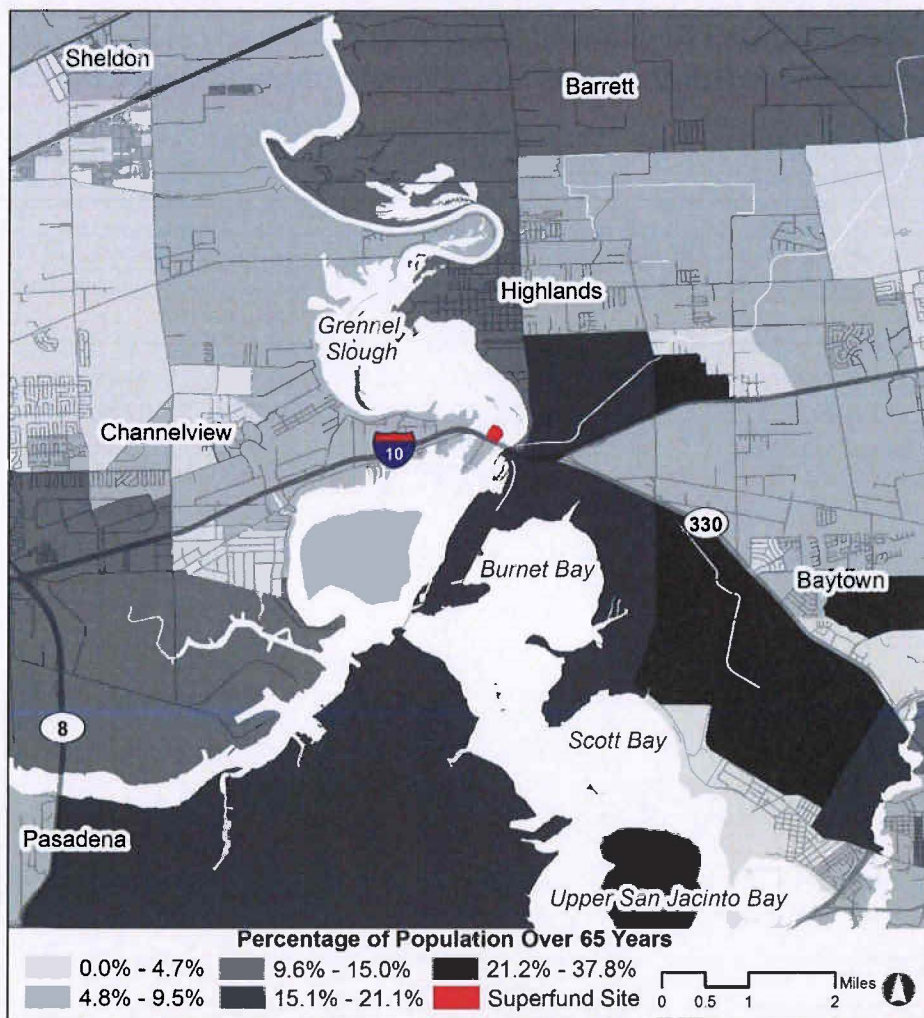 Sheldon
Barrett
Highlands
Grennel
Slough
Channelview
10
330
Burnet Bay
Baytown
8
Scott Bay
Pasadena
Upper San Jacinto Bay
Percentage of Population Over 65 Years
0.0% - 4.7%
9.6% - 15.0%
21.2% - 37.8%
4.8% - 9.5%
15.1% - 21.1%
Superfund Site
Miles
0 0.5 1 2